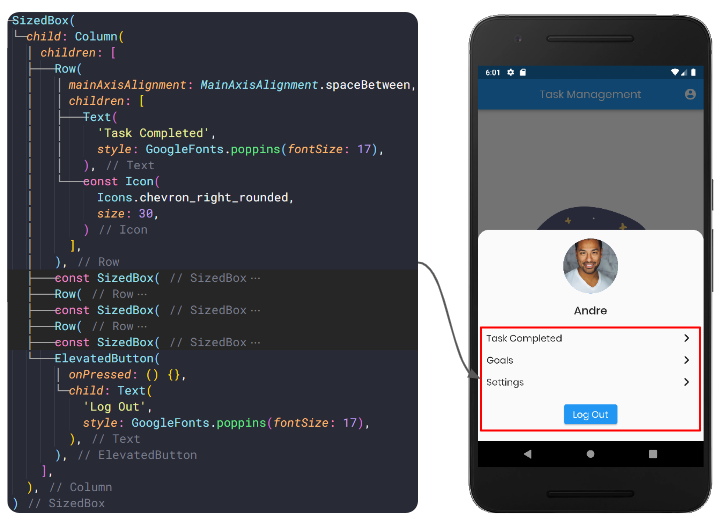 SizedBox(
child: Column(
children: [
Row(
mainAxisAlignment: MainAxisAlignment.spaceBetween,
children: [
Text(
'Task Completed',
style: GoogleFonts.poppins(fontSize: 17),
), // Text
const Icon(
Icons.chevron_right_rounded,
size: 30,
) // Icon
],
), // Row
const SizedBox( // SizedBox ···
Row( // Row ···
const SizedBox( // SizedBox ···
Row( // Row ···
const SizedBox( // SizedBox ···
ElevatedButton(
onPressed: () {},
child: Text(
'Log Out',
style: GoogleFonts.poppins(fontSize: 17),
), // Text
), // ElevatedButton
],
), // Column
) // SizedBox
6:01
Task Management
Andre
Task Completed
Goals
Settings
Log Out